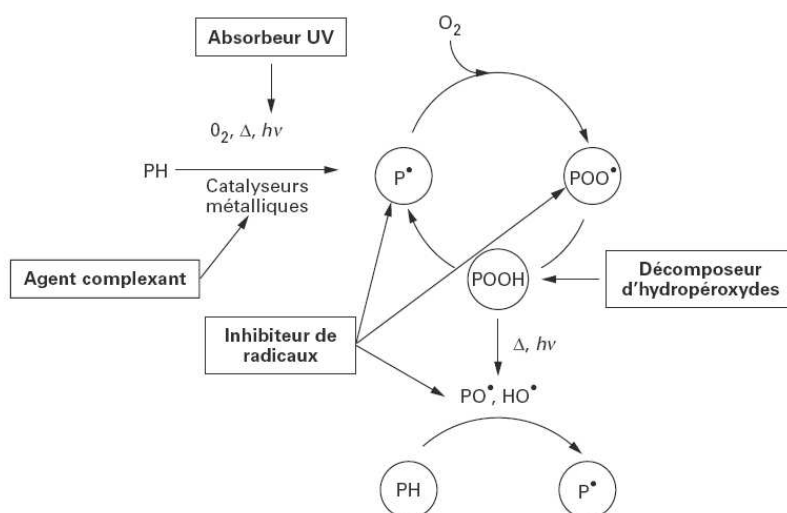 Absorbeur UV
O₂
0₂, Δ, hν
PH
Catalyseurs
métalliques
P•
POO•
Agent complexant
POOH
Décomposeur
d'hydropéroxydes
Inhibiteur de
radicaux
Δ, hν
PO•, HO•
PH
P•